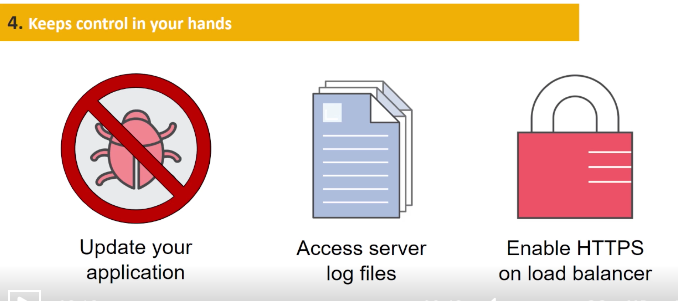 4. Keeps control in your hands
Update your
application
Access server
log files
Enable HTTPS
on load balancer